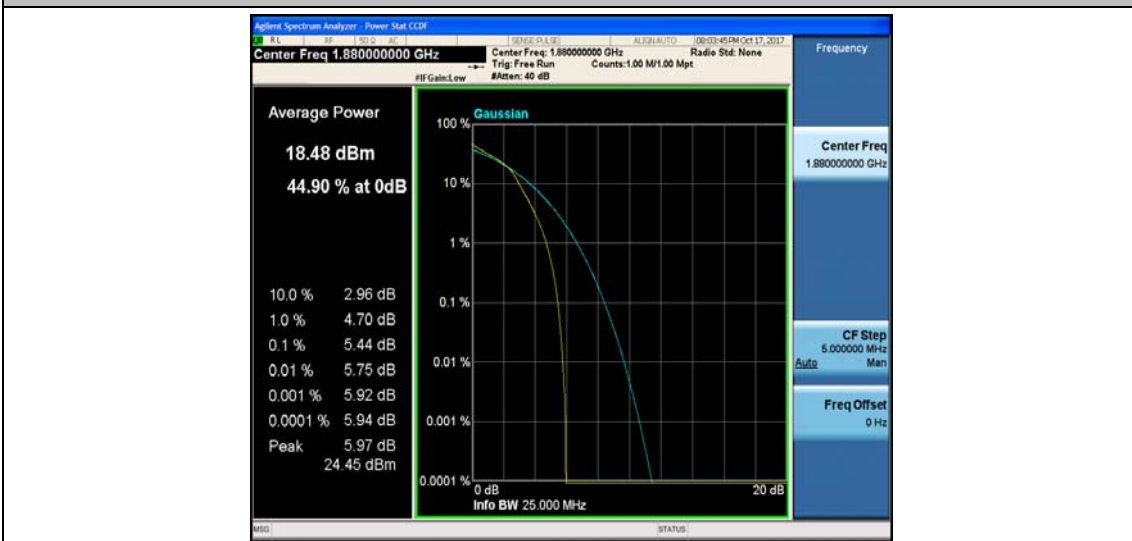 Agilent Spectrum Analyzer - Power Stat CCDF
RL RF 50 Ω AC SENSE:PULSE ALIGN AUTO 08:03:45 PM Oct 17, 2017
Center Freq 1.880000000 GHz
Center Freq: 1.880000000 GHz Radio Std: None
Trig: Free Run Counts:1.00 M/1.00 Mpt
#IFGain:Low #Atten: 40 dB
Frequency
Average Power
18.48 dBm
44.90 % at 0dB
10.0 % 2.96 dB
1.0 % 4.70 dB
0.1 % 5.44 dB
0.01 % 5.75 dB
0.001 % 5.92 dB
0.0001 % 5.94 dB
Peak 5.97 dB
24.45 dBm
Gaussian
100 %
10 %
1 %
0.1 %
0.01 %
0.001 %
0.0001 %
0 dB 20 dB
Info BW 25.000 MHz
Center Freq
1.880000000 GHz
CF Step
5.000000 MHz
Auto Man
Freq Offset
0 Hz
MSG STATUS